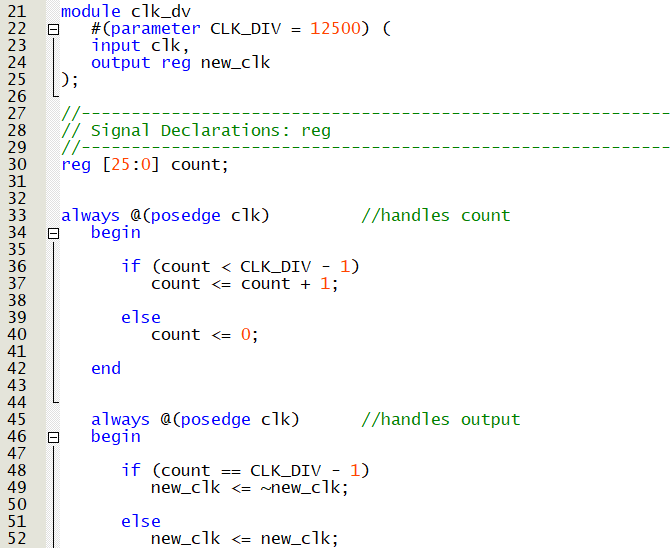 21 module clk_dv
22 #(parameter CLK_DIV = 12500) (
23 input clk,
24 output reg new_clk
25 );
26
27 //-----------------------------------------------------------
28 // Signal Declarations: reg
29 //-----------------------------------------------------------
30 reg [25:0] count;
31
32
33 always @(posedge clk) //handles count
34 begin
35
36 if (count < CLK_DIV - 1)
37 count <= count + 1;
38
39 else
40 count <= 0;
41
42 end
43
44
45 always @(posedge clk) //handles output
46 begin
47
48 if (count == CLK_DIV - 1)
49 new_clk <= ~new_clk;
50
51 else
52 new_clk <= new_clk;